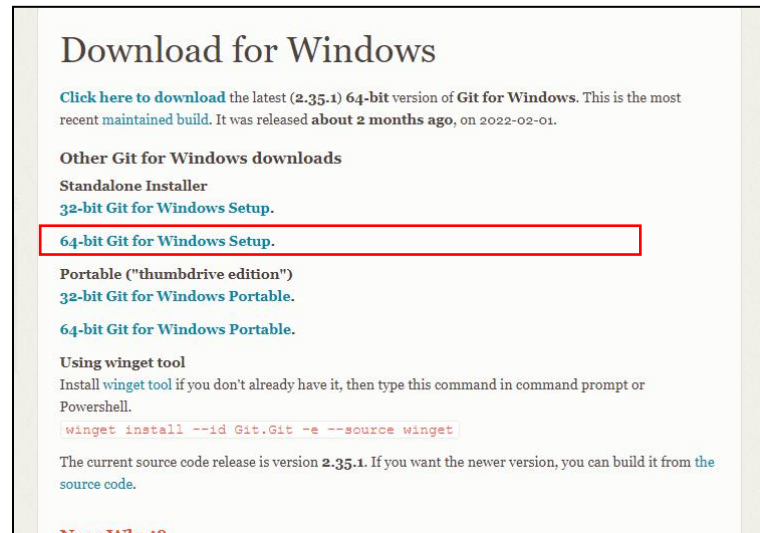 Download for Windows
Click here to download the latest (2.35.1) 64-bit version of Git for Windows. This is the most
recent maintained build. It was released about 2 months ago, on 2022-02-01.
Other Git for Windows downloads
Standalone Installer
32-bit Git for Windows Setup.
64-bit Git for Windows Setup.
Portable ("thumbdrive edition")
32-bit Git for Windows Portable.
64-bit Git for Windows Portable.
Using winget tool
Install winget tool if you don't already have it, then type this command in command prompt or
Powershell.
winget install --id Git.Git -e --source winget
The current source code release is version 2.35.1. If you want the newer version, you can build it from the
source code.